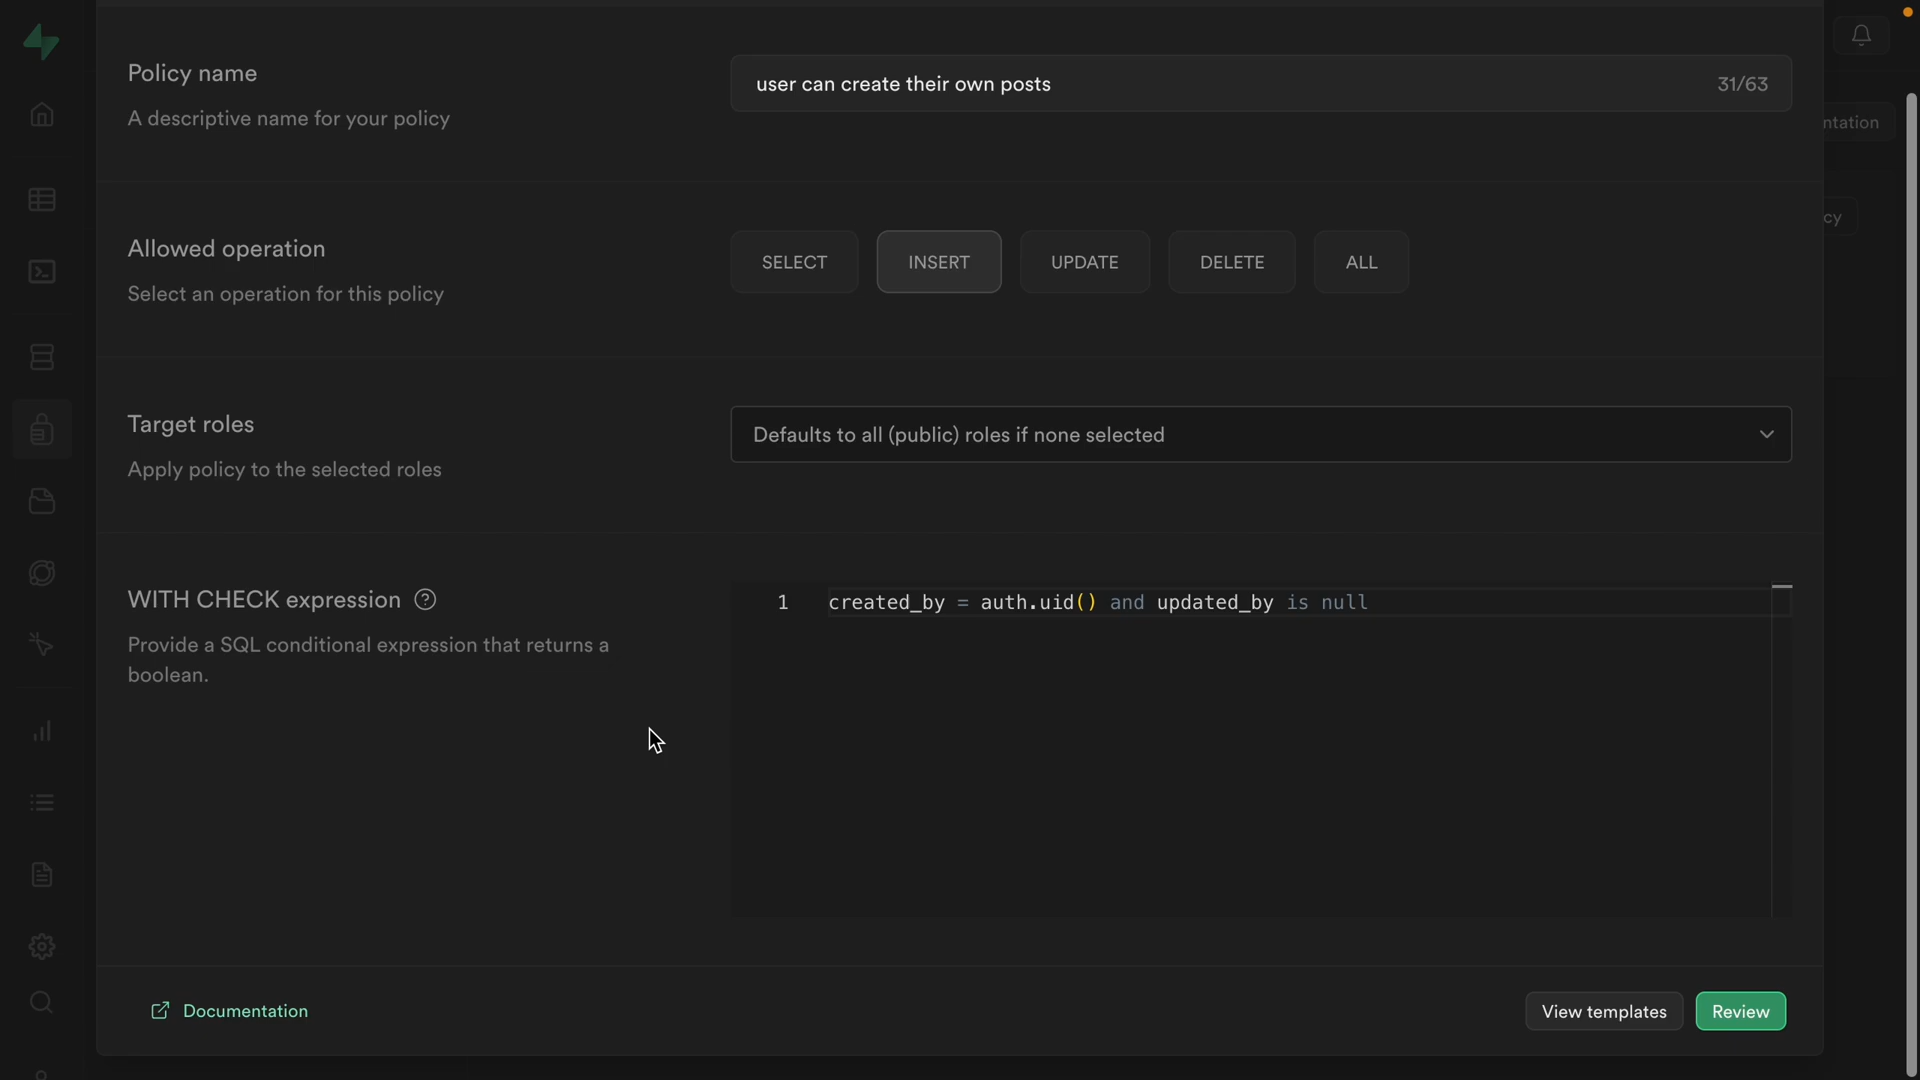 Policy name
user can create their own posts
31/63
A descriptive name for your policy
ntation
cy
Allowed operation
SELECT
INSERT
UPDATE
DELETE
ALL
Select an operation for this policy
Target roles
Defaults to all (public) roles if none selected
Apply policy to the selected roles
WITH CHECK expression ?
1 created_by = auth.uid() and updated_by is null
Provide a SQL conditional expression that returns a
boolean.
Documentation
View templates
Review